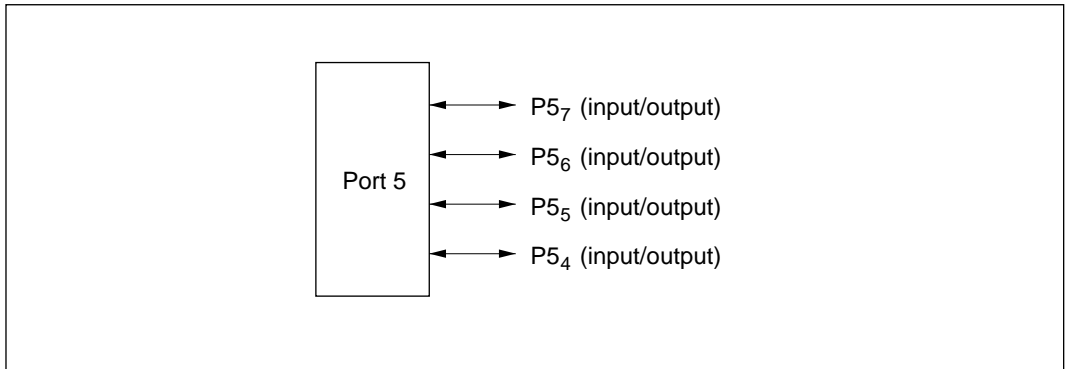 P5₇ (input/output)
P5₆ (input/output)
Port 5
P5₅ (input/output)
P5₄ (input/output)